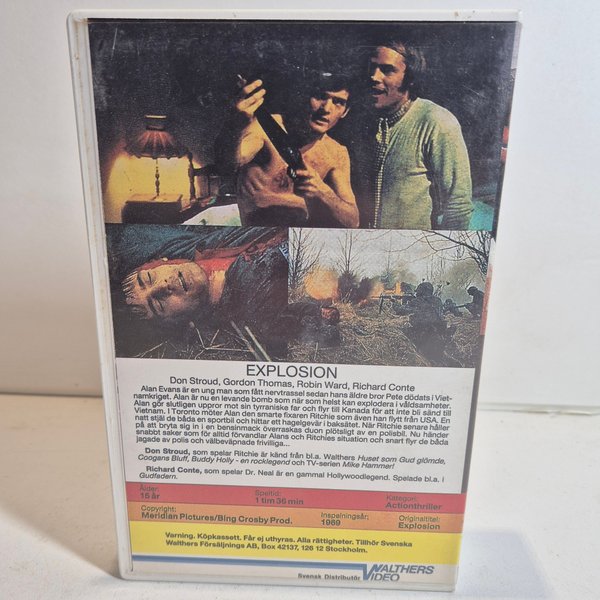 EXPLOSION
Don Stroud, Gordon Thomas, Robin Ward, Richard Conte
Alan Evans är en ung man som fått nervtrassel sedan hans äldre bror Pete dödats i Viet-
namkriget. Alan är nu en levande bomb som när som helst kan explodera i våldsamheter.
Alan gör slutligen uppror mot sin tyrraniske far och flyr till Kanada för att inte bli sänd till
Vietnam. I Toronto möter Alan den smarte fixaren Ritchie som även han flytt från USA. En
natt stjäl de båda en sportbil och hittar ett hagelgevär i baksätet. När Ritchie senare håller
på att bryta sig in i en bensinmack överraskas duon plötsligt av en polisbil. Nu händer
snabbt saker som för alltid förvandlar Alans och Ritchies situation och snart flyr de båda
jagade av polis och välbeväpnade frivilliga...
Don Stroud, som spelar Ritchie är känd från bl.a. Walthers Huset som Gud glömde,
Coogans Bluff, Buddy Holly - en rocklegend och TV-serien Mike Hammer!
Richard Conte, som spelar Dr. Neal är en gammal Hollywoodlegend. Spelade bl.a. i
Gudfadern.
Ålder:
15 år
Speltid:
1 tim 36 min
Kategori:
Actionthriller
Copyright:
Meridian Pictures/Bing Crosby Prod.
Inspelningsår:
1969
Originaltitel:
Explosion
Varning. Köpkassett. Får ej uthyras. Alla rättigheter. Tillhör Svenska
Walthers Försäljnings AB, Box 42137, 126 12 Stockholm.
Svensk Distributör
WALTHERS
VIDEO